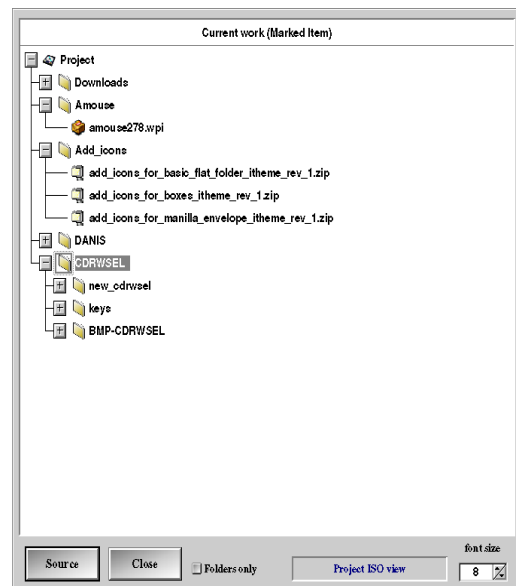 Current work (Marked Item)
Project
Downloads
Amouse
amouse278.wpi
Add_icons
add_icons_for_basic_flat_folder_itheme_rev_1.zip
add_icons_for_boxes_itheme_rev_1.zip
add_icons_for_manilla_envelope_itheme_rev_1.zip
DANIS
CDRWSEL
new_cdrwsel
keys
BMP-CDRWSEL
font size
Source Close Folders only Project ISO view 8